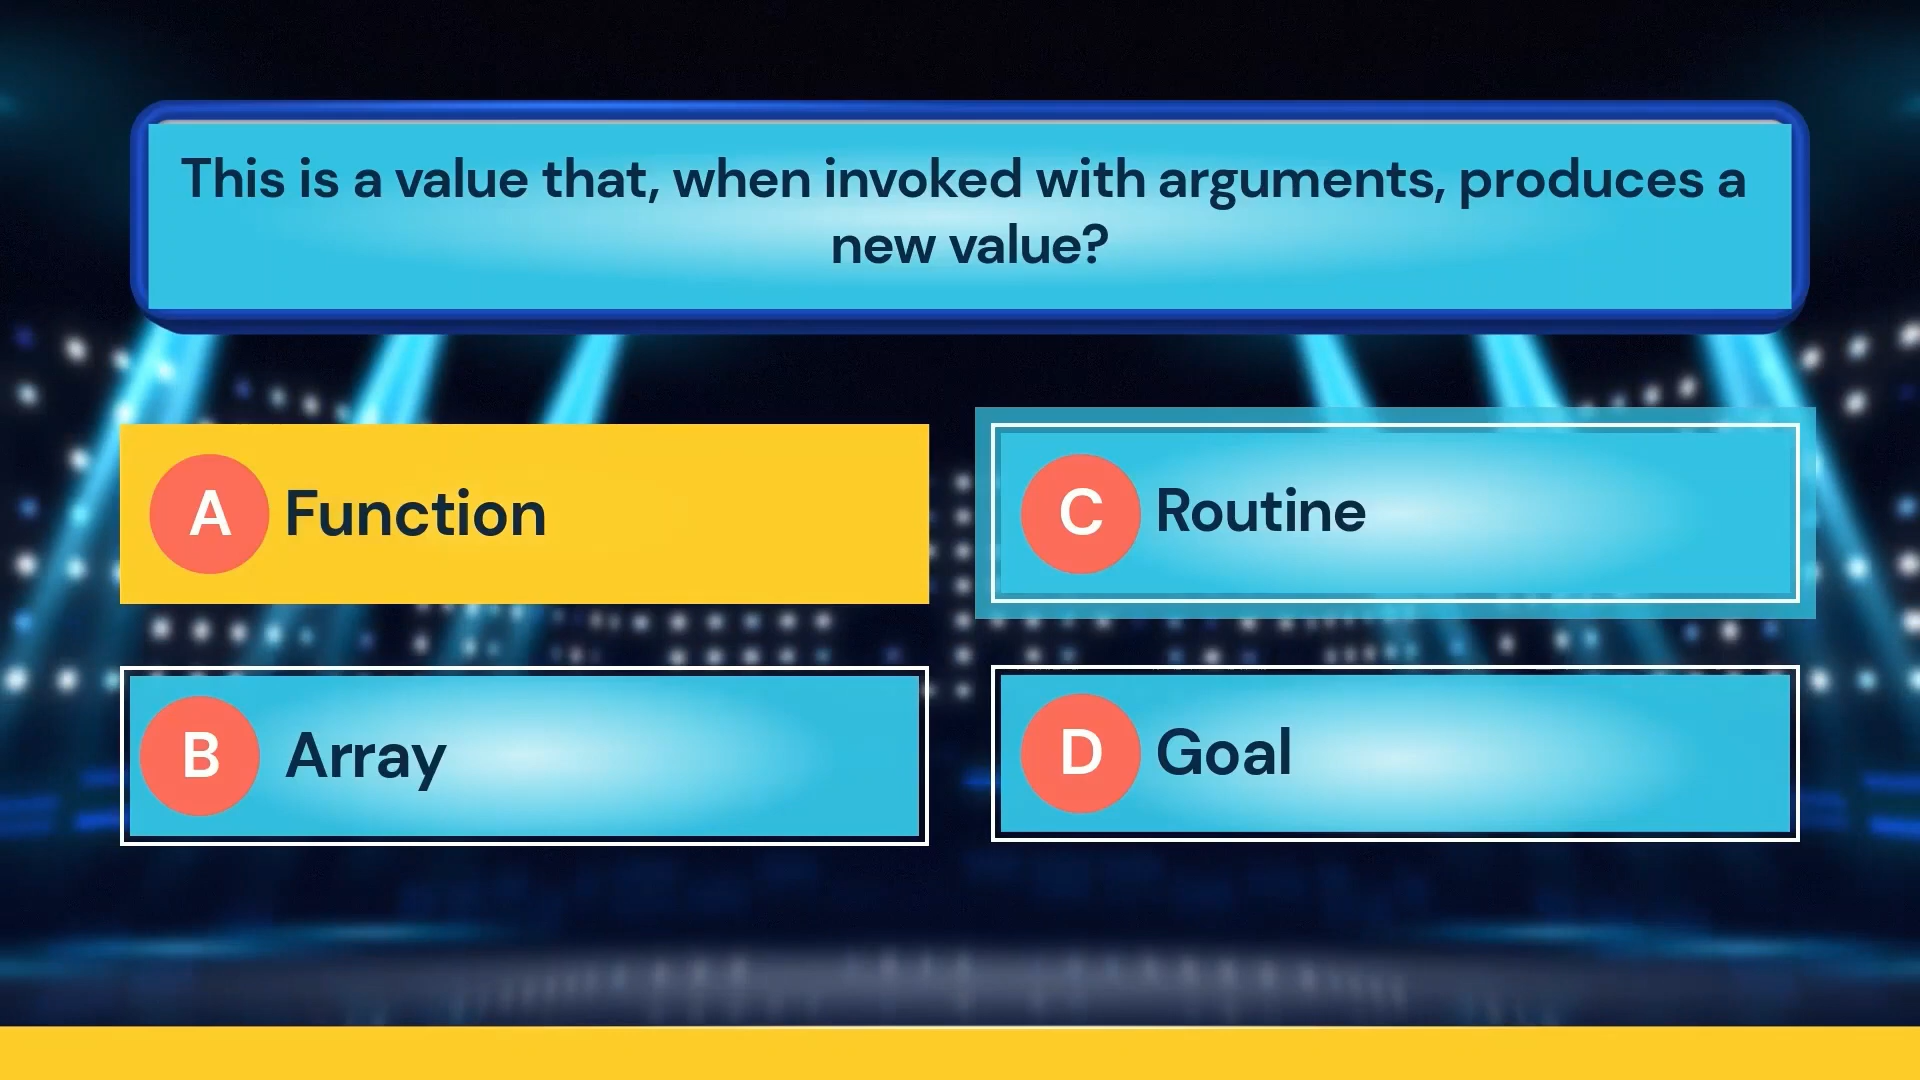 This is a value that, when invoked with arguments, produces a
new value?
A Function
C Routine
B Array
D Goal